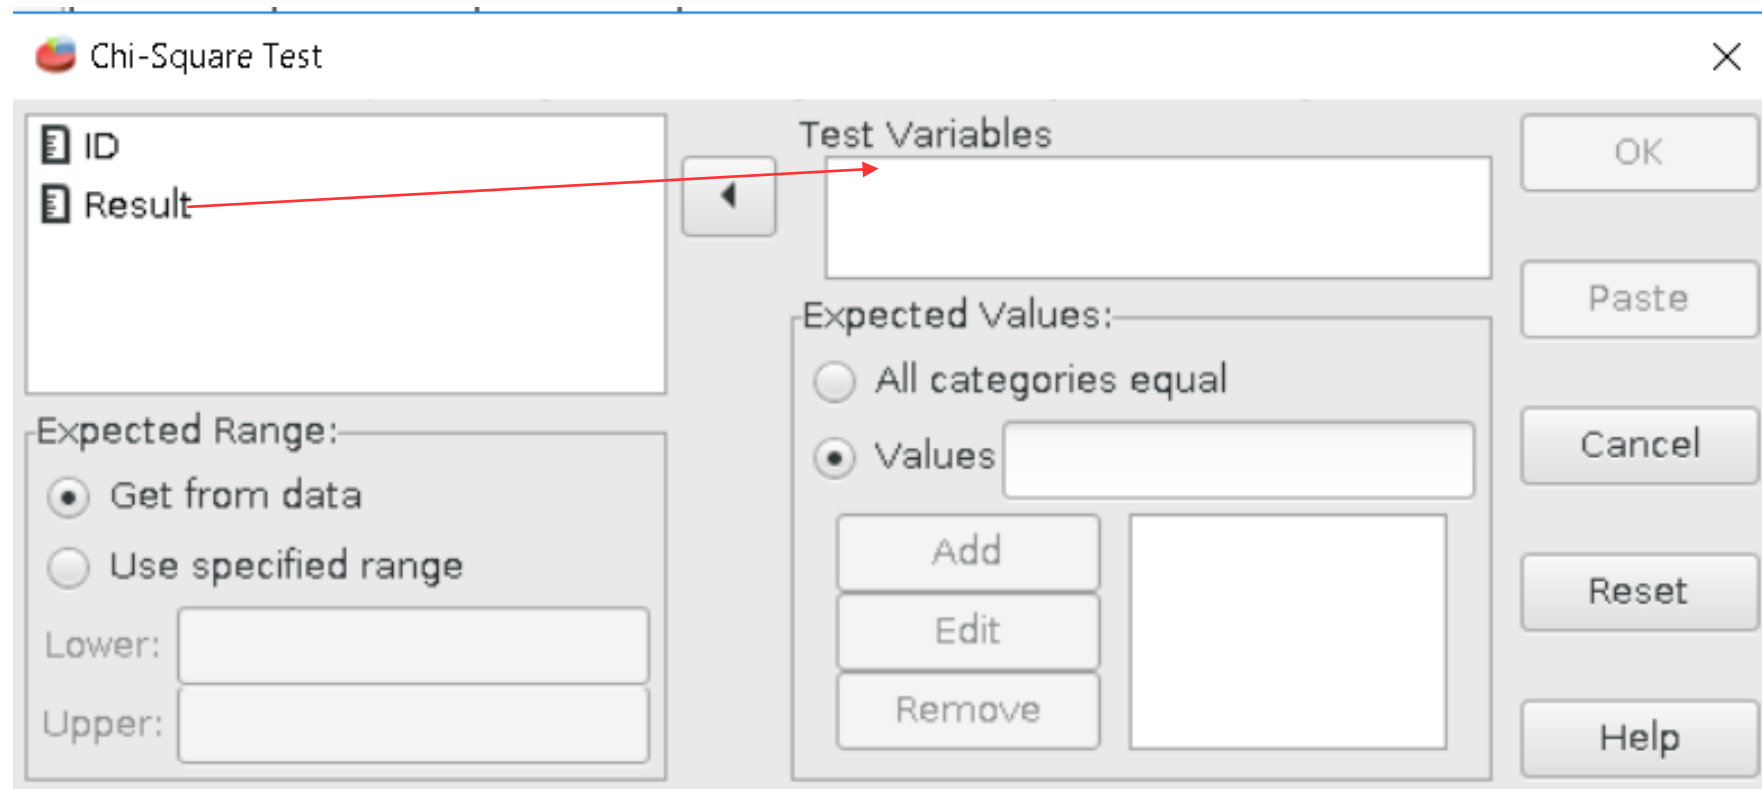 Chi-Square Test
ID
Result
Test Variables
Expected Range:
Get from data
Use specified range
Lower:
Upper:
Expected Values:
All categories equal
Values
Add
Edit
Remove
OK
Paste
Cancel
Reset
Help